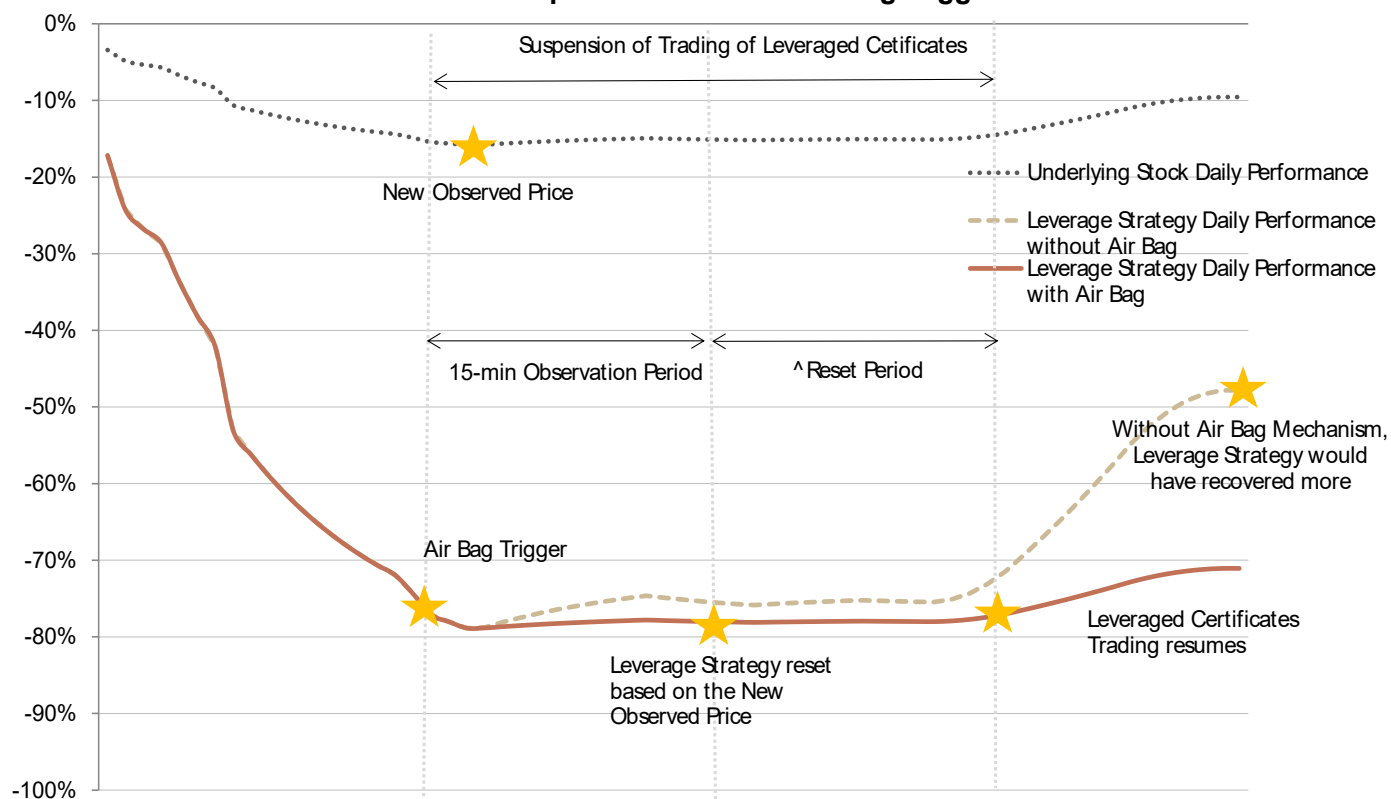 0%
Suspension of Trading of Leveraged Cetificates
-10%
-20%
New Observed Price
Underlying Stock Daily Performance
Leverage Strategy Daily Performance
without Air Bag
Leverage Strategy Daily Performance
with Air Bag
-30%
-40%
15-min Observation Period
^Reset Period
-50%
Without Air Bag Mechanism,
Leverage Strategy would
have recovered more
-60%
Air Bag Trigger
-70%
-80%
Leveraged Certificates
Trading resumes
Leverage Strategy reset
based on the New
Observed Price
-90%
-100%